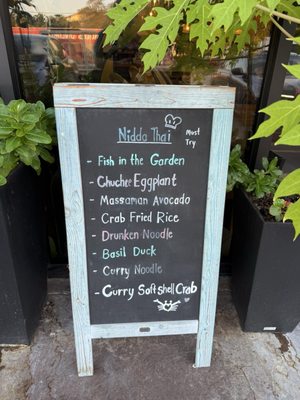 Nidda Thai
Must Try
- Fish in the Garden
- Chuchee Eggplant
- Massaman Avocado
- Crab Fried Rice
- Drunken Noodle
- Basil Duck
- Curry Noodle
- Curry Soft Shell Crab